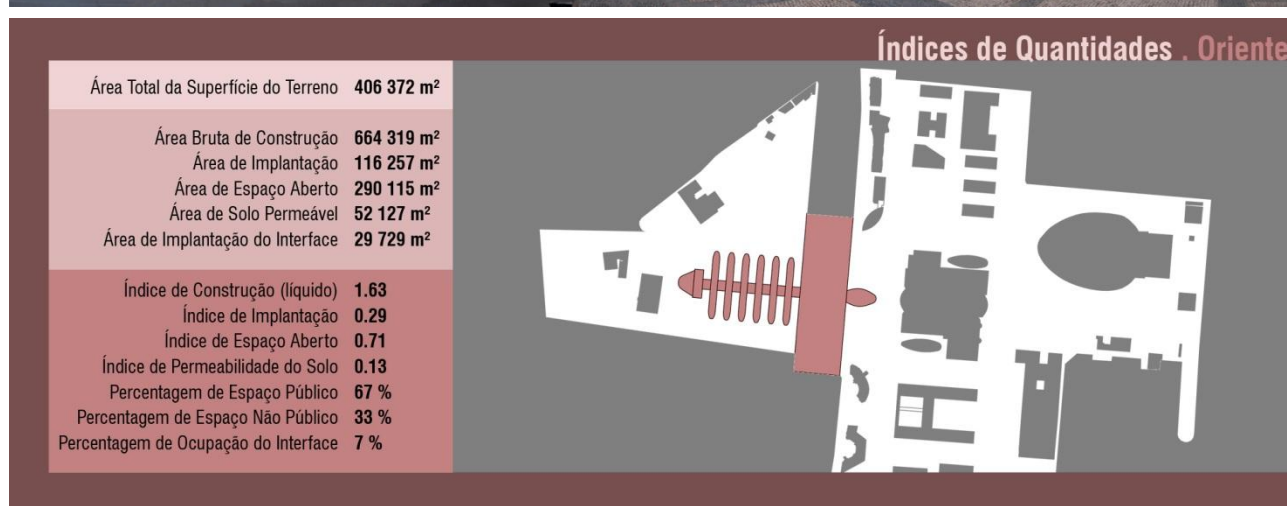 Índices de Quantidades . Oriente
Área Total da Superfície do Terreno 406 372 m²
Área Bruta de Construção 664 319 m²
Área de Implantação 116 257 m²
Área de Espaço Aberto 290 115 m²
Área de Solo Permeável 52 127 m²
Área de Implantação do Interface 29 729 m²
Índice de Construção (líquido) 1.63
Índice de Implantação 0.29
Índice de Espaço Aberto 0.71
Índice de Permeabilidade do Solo 0.13
Percentagem de Espaço Público 67 %
Percentagem de Espaço Não Público 33 %
Percentagem de Ocupação do Interface 7 %